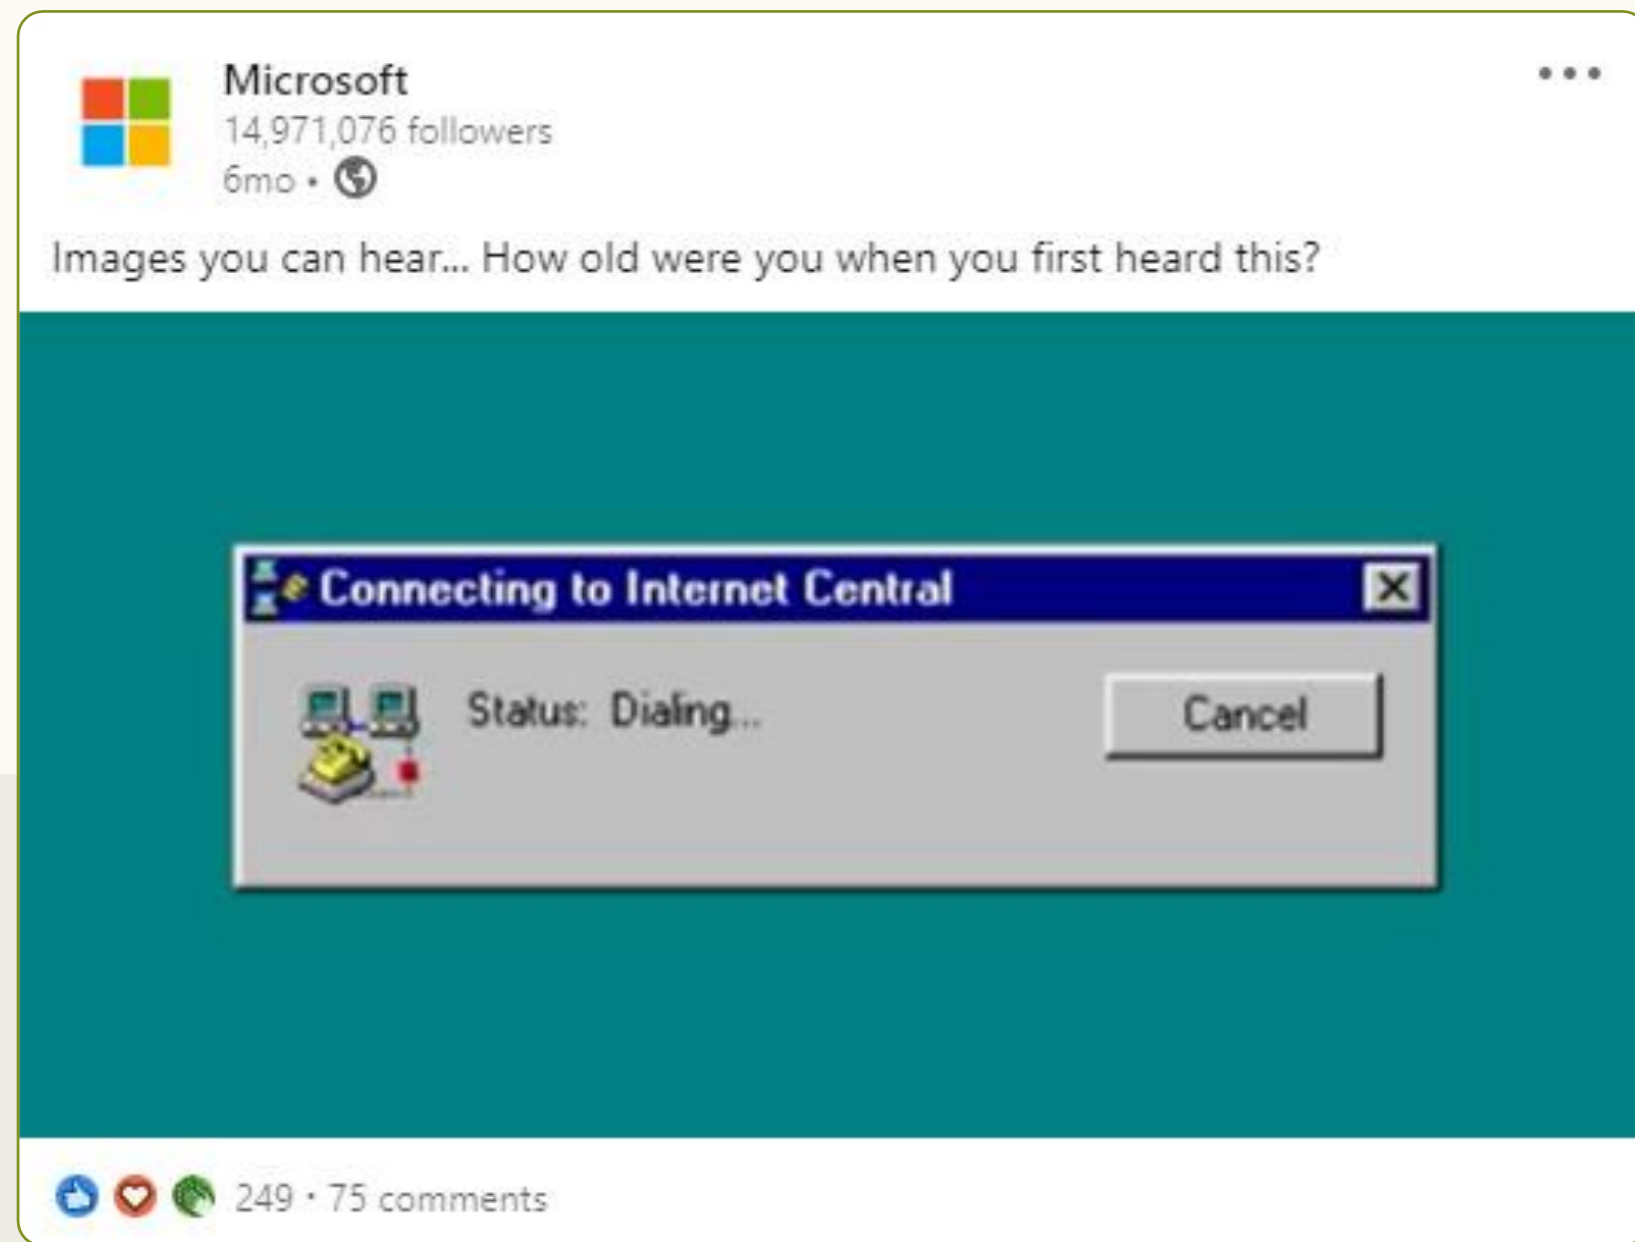 Microsoft
14,971,076 followers
6mo •
Images you can hear... How old were you when you first heard this?
Connecting to Internet Central
Status: Dialing...
Cancel
249 • 75 comments